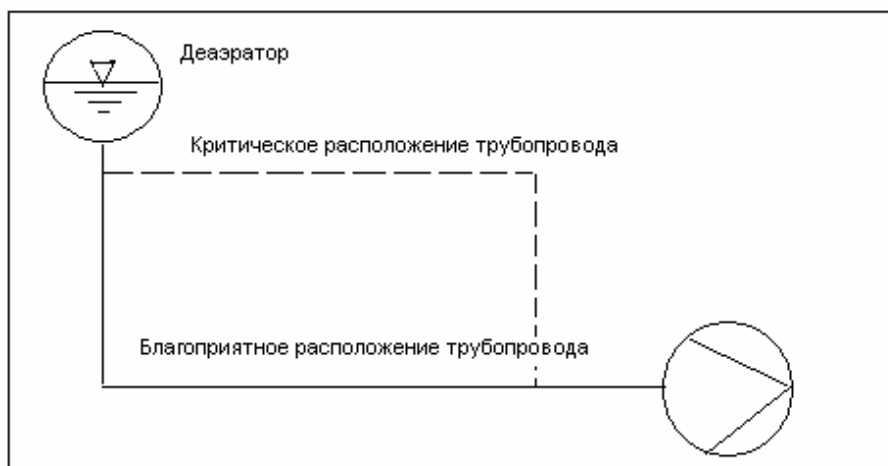 Деаэратор
Критическое расположение трубопровода
Благоприятное расположение трубопровода